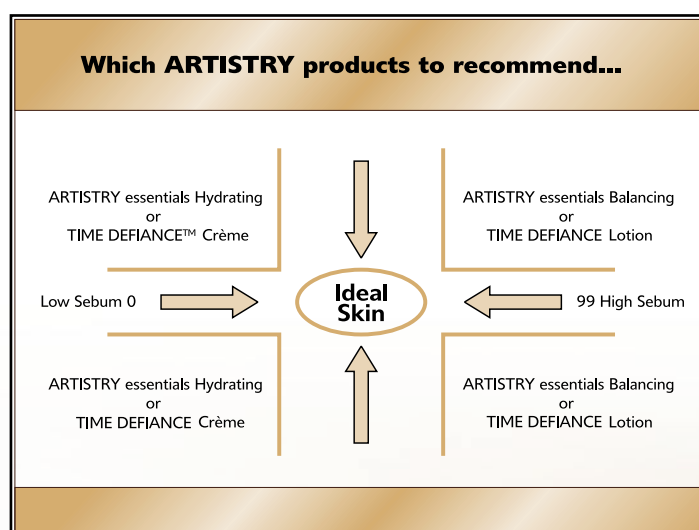 Which ARTISTRY products to recommend...
ARTISTRY essentials Hydrating
or
TIME DEFIANCE™ Crème
ARTISTRY essentials Balancing
or
TIME DEFIANCE Lotion
Low Sebum 0
Ideal
Skin
99 High Sebum
ARTISTRY essentials Hydrating
or
TIME DEFIANCE Crème
ARTISTRY essentials Balancing
or
TIME DEFIANCE Lotion